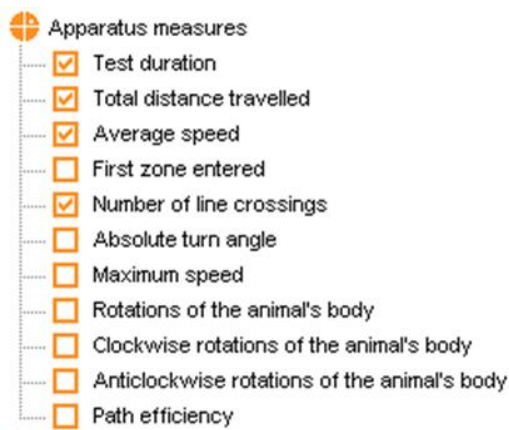 Apparatus measures
Test duration
Total distance travelled
Average speed
First zone entered
Number of line crossings
Absolute turn angle
Maximum speed
Rotations of the animal's body
Clockwise rotations of the animal's body
Anticlockwise rotations of the animal's body
Path efficiency